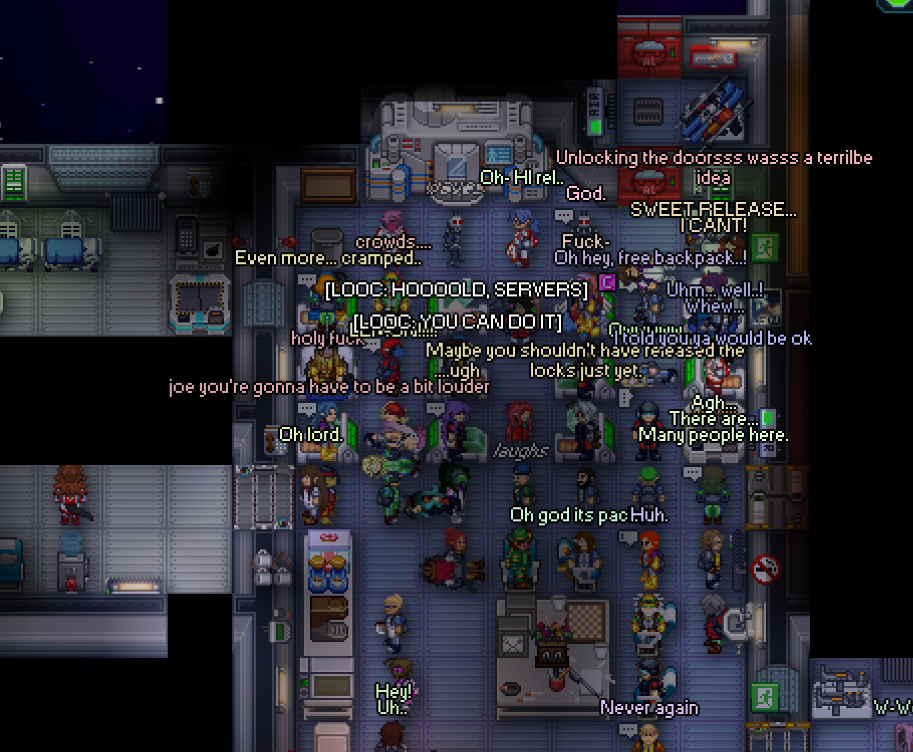 Unlocking the doorsss wasss a terrilbe
idea
Oh- HI rel..
God.
waves
SWEET RELEASE...
I CANT!
crowds....
Fuck-
Even more... cramped..
Oh hey, free backpack..!
[LOOC: HOOOOLD, SERVERS]
Uhm... well..!
Whew...
[LOOC: YOU CAN DO IT]
holy fuck
I told you ya would be ok
Maybe you shouldn't have released the
locks just yet.
....ugh
joe you're gonna have to be a bit louder
Agh...
There are...
Many people here.
Oh lord.
laughs
Oh god its pac
Huh.
Hey!
Uh..
Never again
W-W
AIR
AL
AL